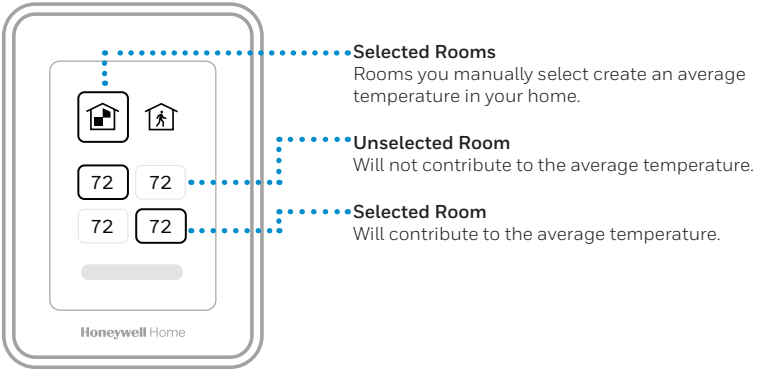 Selected Rooms
Rooms you manually select create an average
temperature in your home.
Unselected Room
Will not contribute to the average temperature.
72 72
Selected Room
72 72
Will contribute to the average temperature.
Honeywell Home